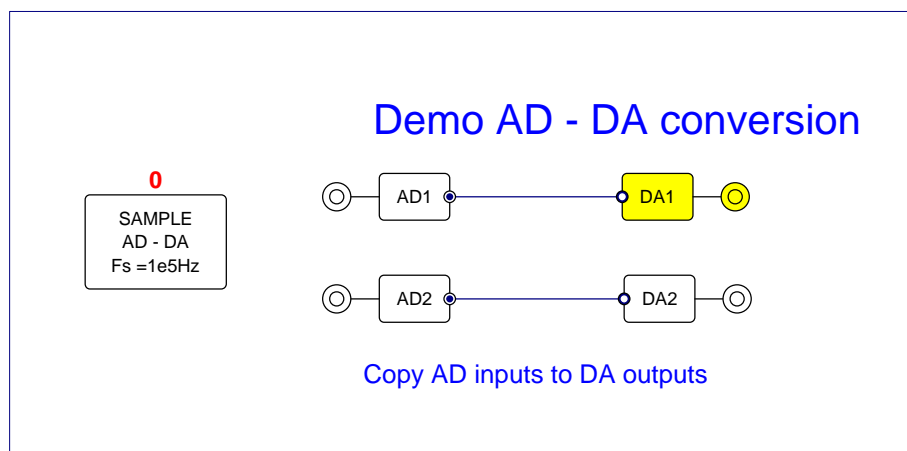 Demo AD - DA conversion
0
SAMPLE
AD - DA
Fs =1e5Hz
AD1
DA1
AD2
DA2
Copy AD inputs to DA outputs